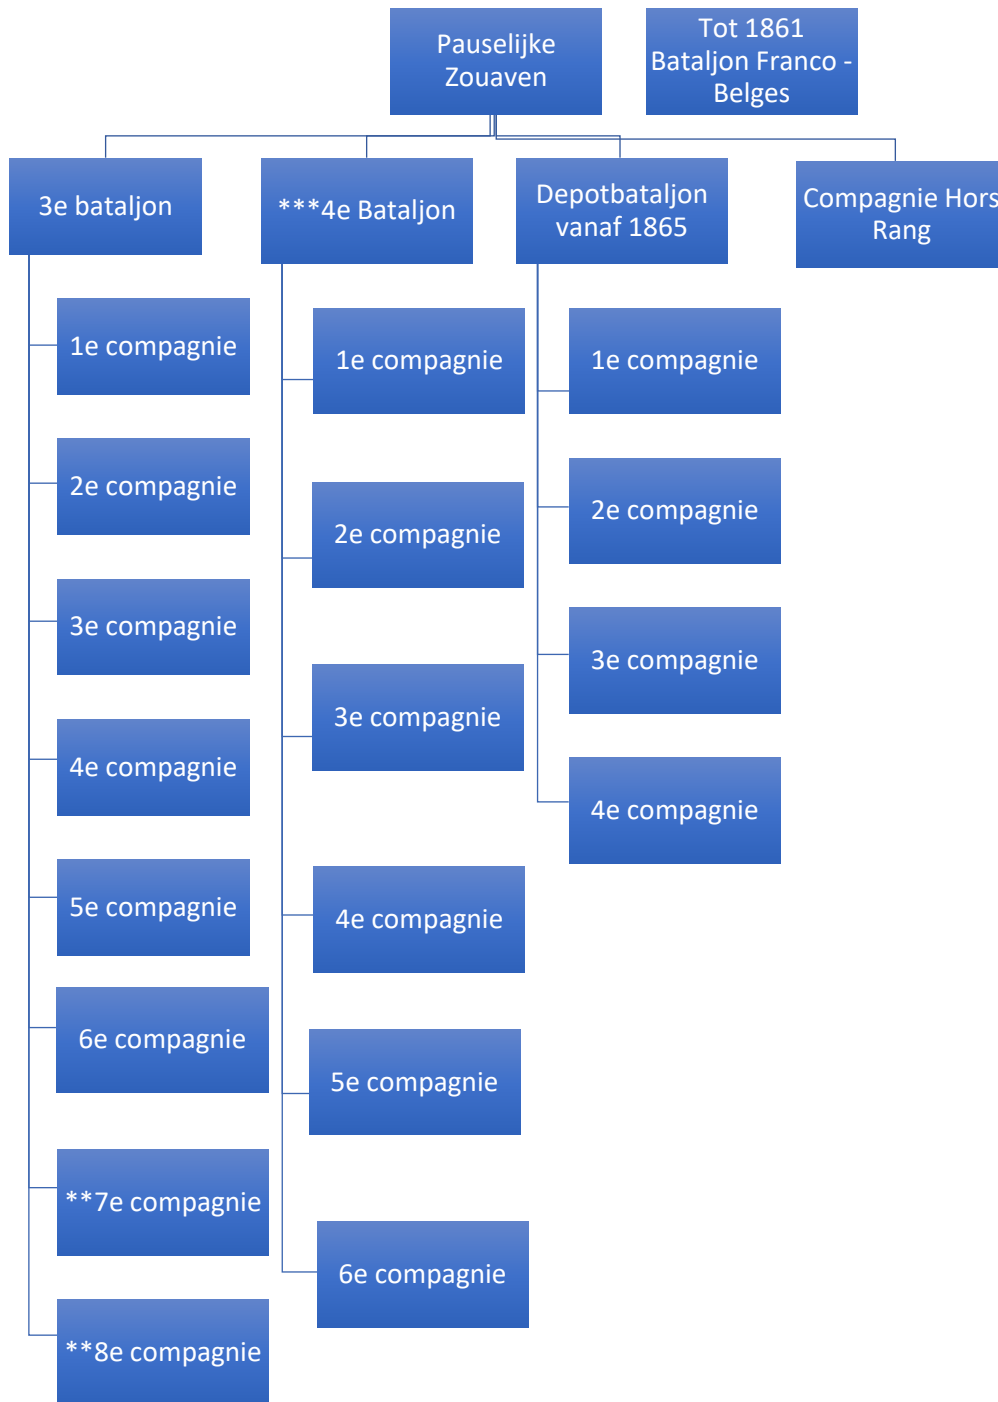 Pauselijke
Zouaven
Tot 1861
Bataljon Franco -
Belges
3e bataljon
***4e Bataljon
Depotbataljon
vanaf 1865
Compagnie Hors
Rang
1e compagnie
2e compagnie
3e compagnie
4e compagnie
5e compagnie
6e compagnie
**7e compagnie
**8e compagnie
1e compagnie
2e compagnie
3e compagnie
4e compagnie
5e compagnie
6e compagnie
1e compagnie
2e compagnie
3e compagnie
4e compagnie